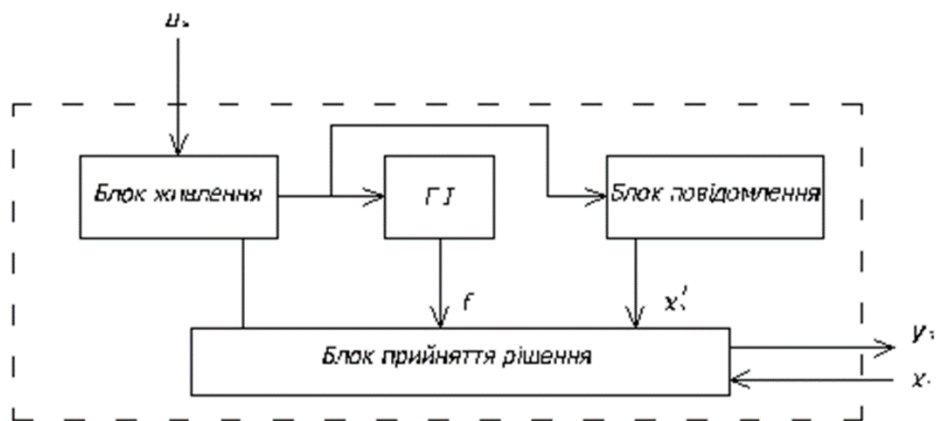 Блок живлення
Г І
Блок повідомлення
f
Блок прийняття рішення